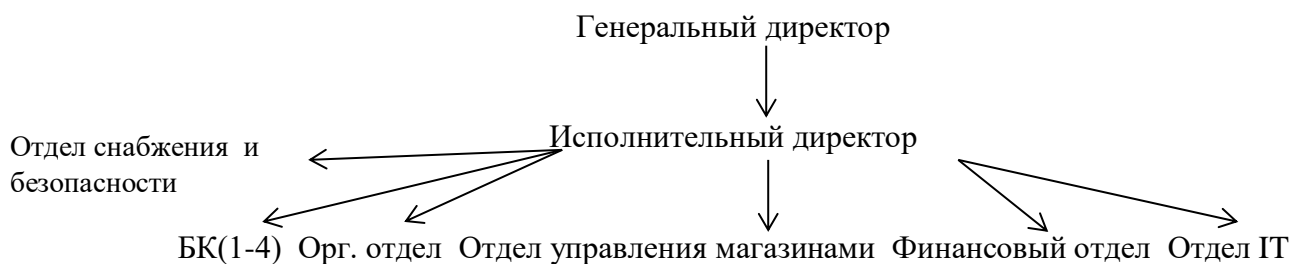 Генеральный директор
Исполнительный директор
Отдел снабжения и
безопасности
БК(1-4) Орг. отдел Отдел управления магазинами Финансовый отдел Отдел IT